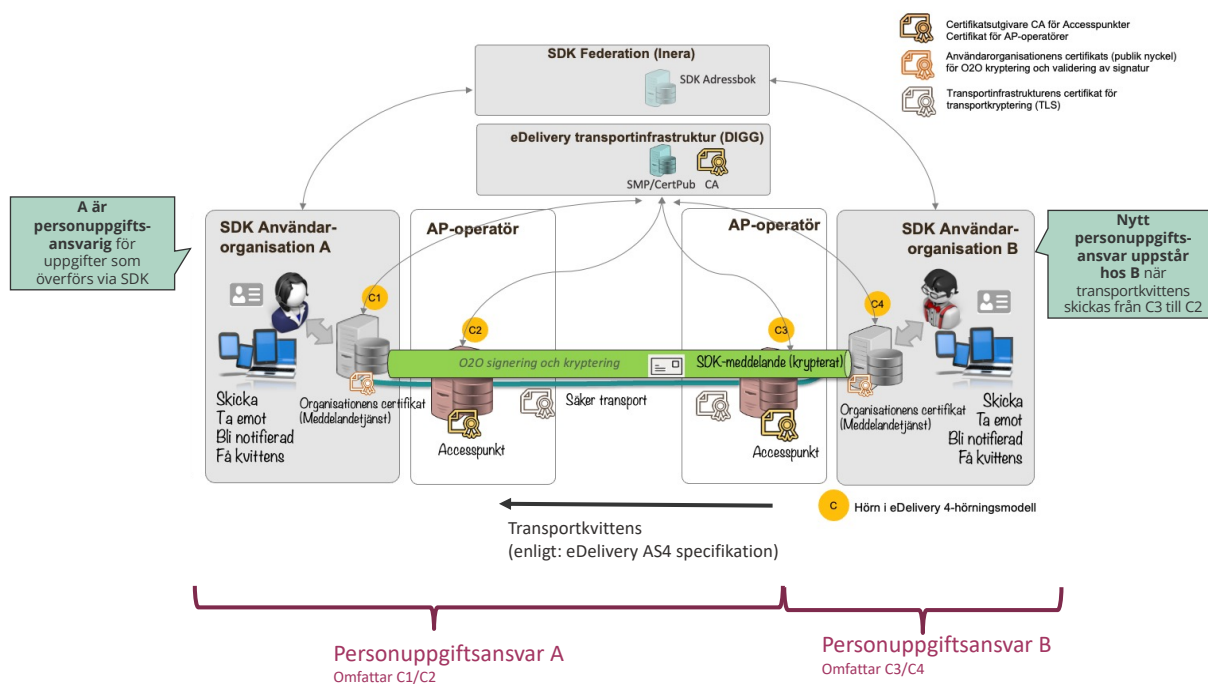 Certifikatsutgivare CA för Accesspunkter
Certifikat för AP-operatörer
Användarorganisationens certifikats (publik nyckel)
för O2O kryptering och validering av signatur
Transportinfrastrukturens certifikat för
transportkryptering (TLS)
SDK Federation (Inera)
SDK Adressbok
eDelivery transportinfrastruktur (DIGG)
SMP/CertPub
CA
A är
personuppgifts-
ansvarig för
uppgifter som
överförs via SDK
SDK Användar-
organisation A
AP-operatör
AP-operatör
SDK Användar-
organisation B
Nytt
personuppgifts-
ansvar uppstår
hos B när
transportkvittens
skickas från C3 till C2
C1
C2
C3
C4
O2O signering och kryptering
SDK-meddelande (krypterat)
Skicka
Ta emot
Bli notifierad
Få kvittens
Organisationens certifikat
(Meddelandetjänst)
Accesspunkt
Säker transport
Accesspunkt
Organisationens certifikat
(Meddelandetjänst)
Skicka
Ta emot
Bli notifierad
Få kvittens
C
Hörn i eDelivery 4-hörningsmodell
Transportkvittens
(enligt: eDelivery AS4 specifikation)
Personuppgiftsansvar A
Omfattar C1/C2
Personuppgiftsansvar B
Omfattar C3/C4